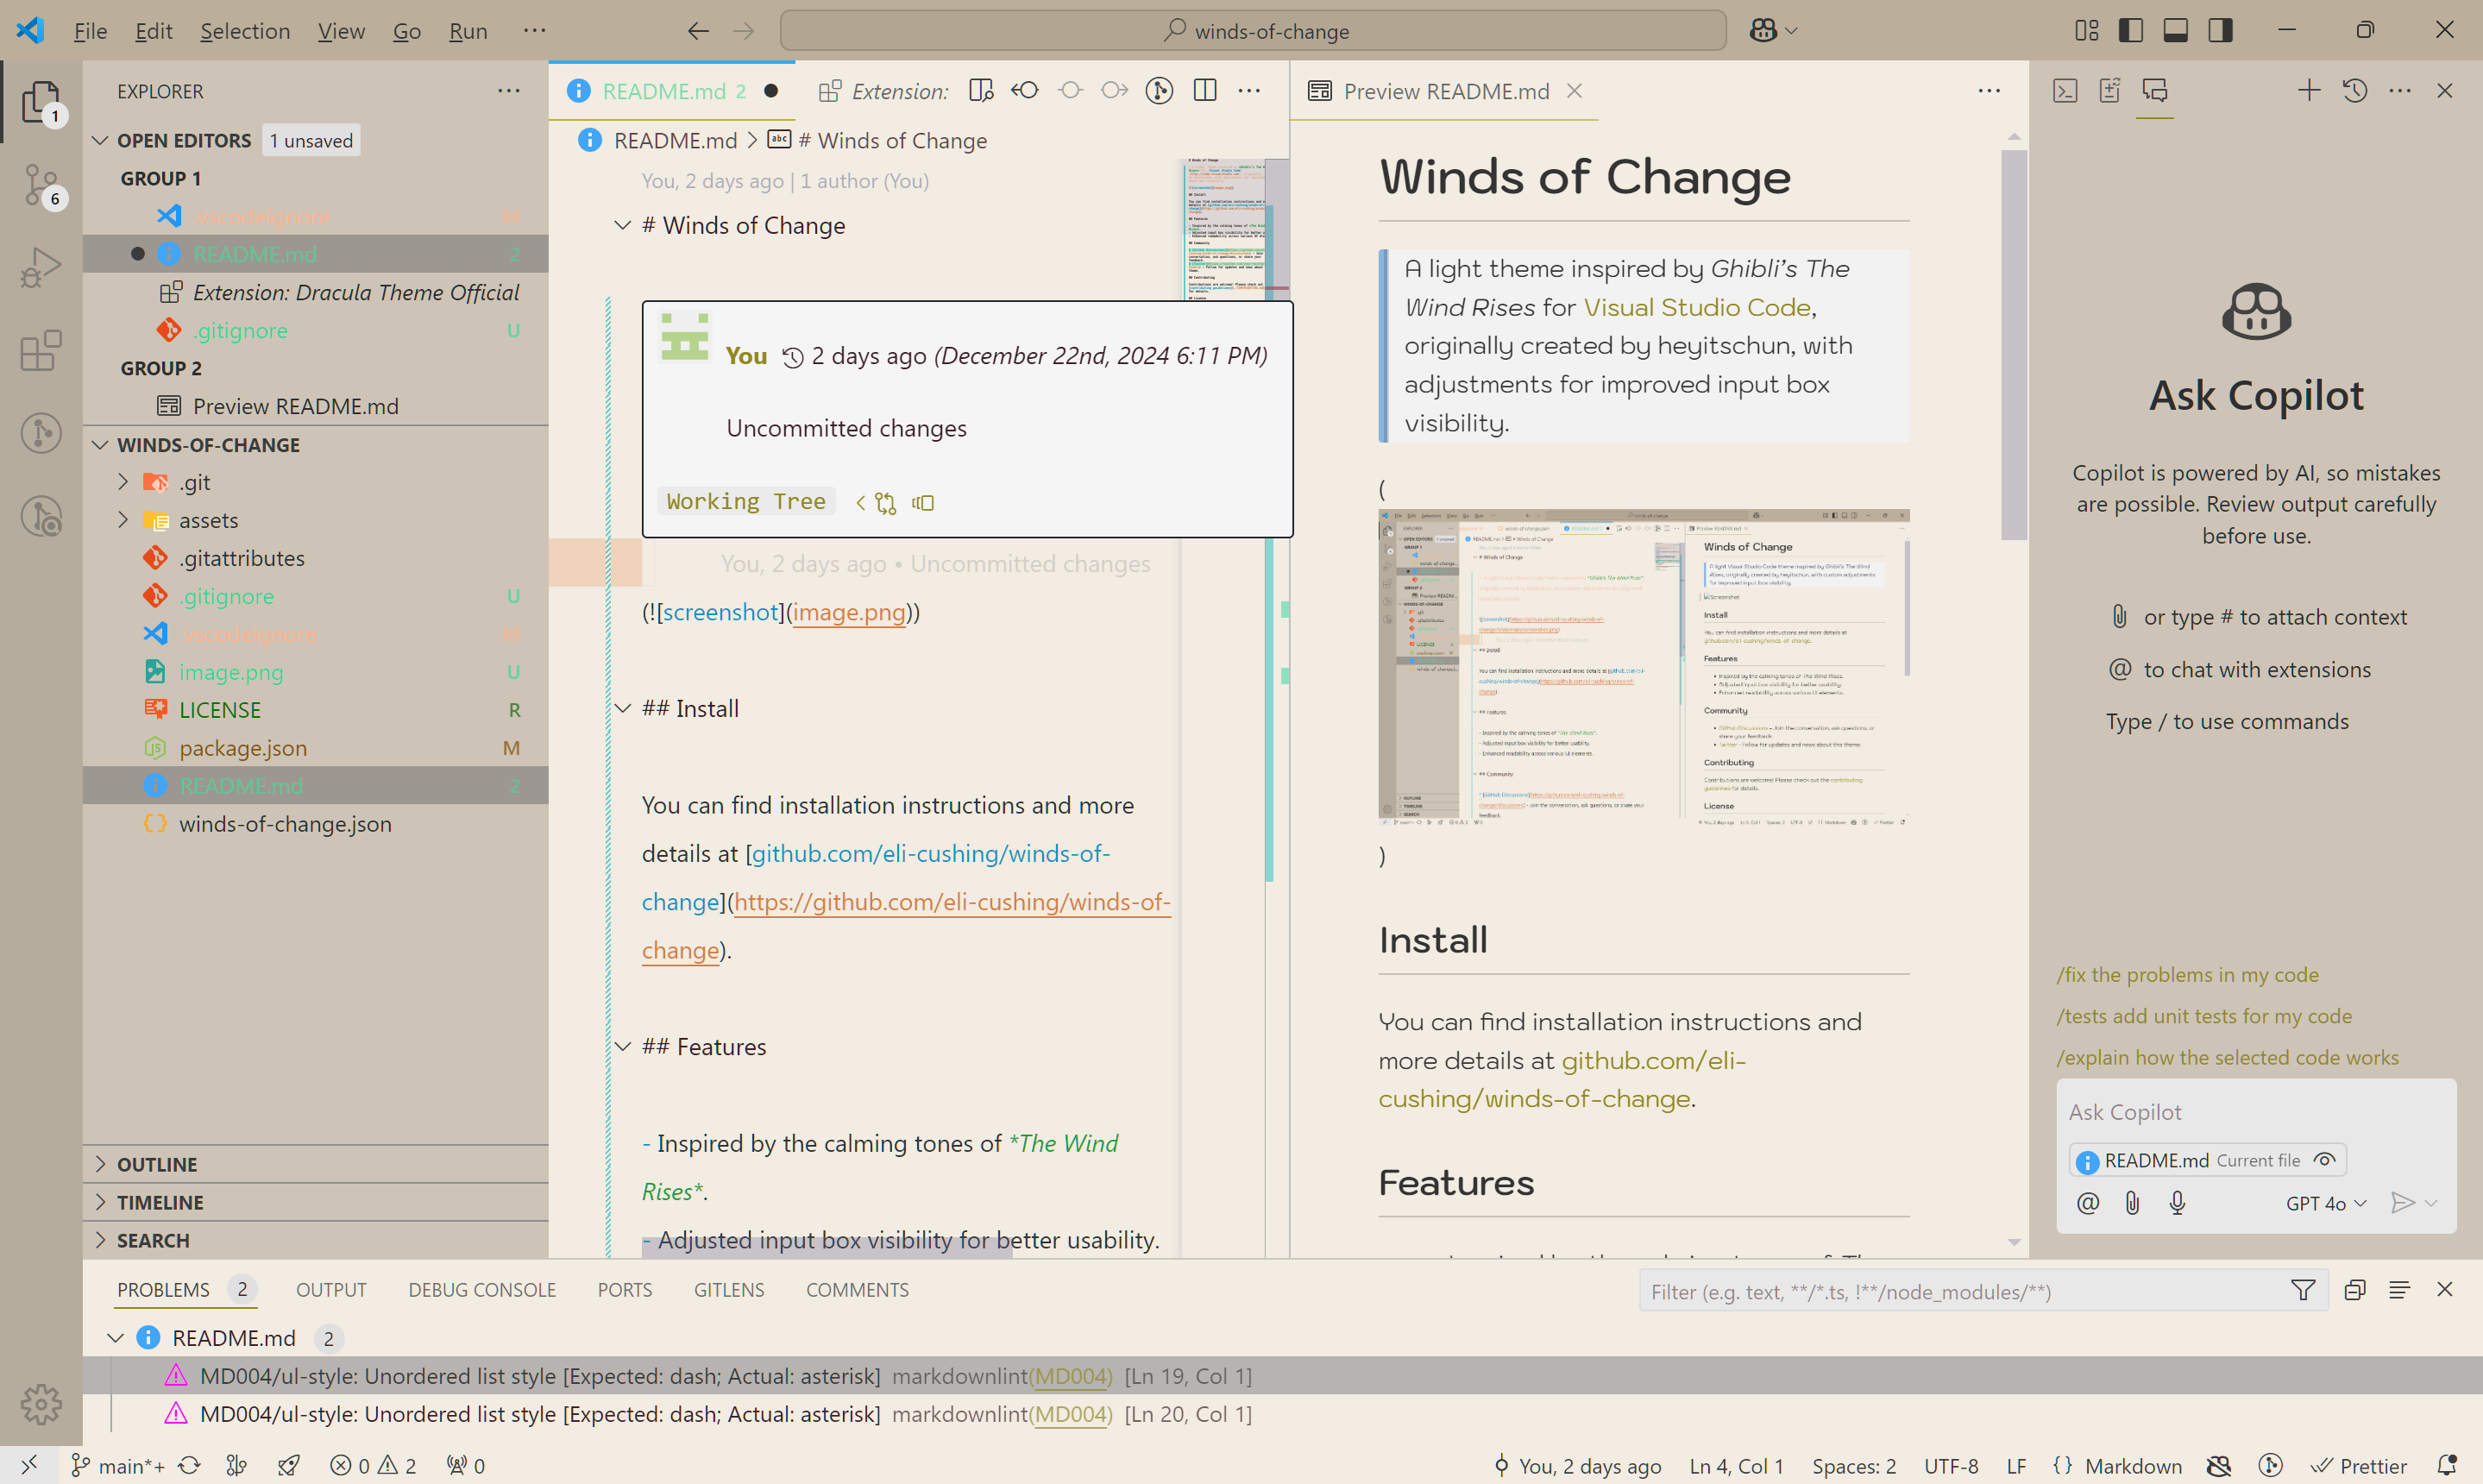 File Edit Selection View Go Run
winds-of-change
EXPLORER
OPEN EDITORS 1 unsaved
GROUP 1
.vscodeignore M
README.md 2
Extension: Dracula Theme Official
.gitignore U
GROUP 2
Preview README.md
WINDS-OF-CHANGE
.git
assets
.gitattributes
.gitignore U
.vscodeignore M
image.png U
LICENSE R
package.json M
README.md 2
winds-of-change.json
OUTLINE
TIMELINE
SEARCH
1
6
README.md 2
Extension:
README.md > # Winds of Change
You, 2 days ago | 1 author (You)
# Winds of Change
You 2 days ago (December 22nd, 2024 6:11 PM)
Uncommitted changes
Working Tree
You, 2 days ago • Uncommitted changes
(![screenshot](image.png))
## Install
You can find installation instructions and more
details at [github.com/eli-cushing/winds-of-
change](https://github.com/eli-cushing/winds-of-
change).
## Features
- Inspired by the calming tones of *The Wind
Rises*.
- Adjusted input box visibility for better usability.
Preview README.md
Winds of Change
A light theme inspired by Ghibli’s The
Wind Rises for Visual Studio Code,
originally created by heyitschun, with
adjustments for improved input box
visibility.
(
)
Install
You can find installation instructions and
more details at github.com/eli-
cushing/winds-of-change.
Features
Ask Copilot
Copilot is powered by AI, so mistakes
are possible. Review output carefully
before use.
or type # to attach context
@ to chat with extensions
Type / to use commands
/fix the problems in my code
/tests add unit tests for my code
/explain how the selected code works
Ask Copilot
README.md Current file
@ GPT 4o
PROBLEMS 2 OUTPUT DEBUG CONSOLE PORTS GITLENS COMMENTS
Filter (e.g. text, **/*.ts, !**/node_modules/**)
README.md 2
MD004/ul-style: Unordered list style [Expected: dash; Actual: asterisk] markdownlint(MD004) [Ln 19, Col 1]
MD004/ul-style: Unordered list style [Expected: dash; Actual: asterisk] markdownlint(MD004) [Ln 20, Col 1]
main*+ 0 2 0
You, 2 days ago Ln 4, Col 1 Spaces: 2 UTF-8 LF {} Markdown Prettier